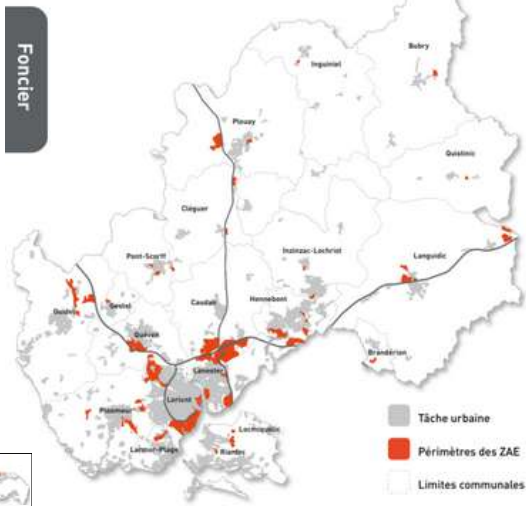 Foncier
Bubry
Inguiniel
Plouay
Quistinic
Cléguer
Inzinzac-Lochrist
Languidic
Pont-Scorff
Caudan
Hennebont
Gestel
Guidel
Quéven
Brandérion
Lanester
Lorient
Ploemeur
Locmiquélic
Larmor-Plage
Riantec
Tâche urbaine
Périmètres des ZAE
Limites communales